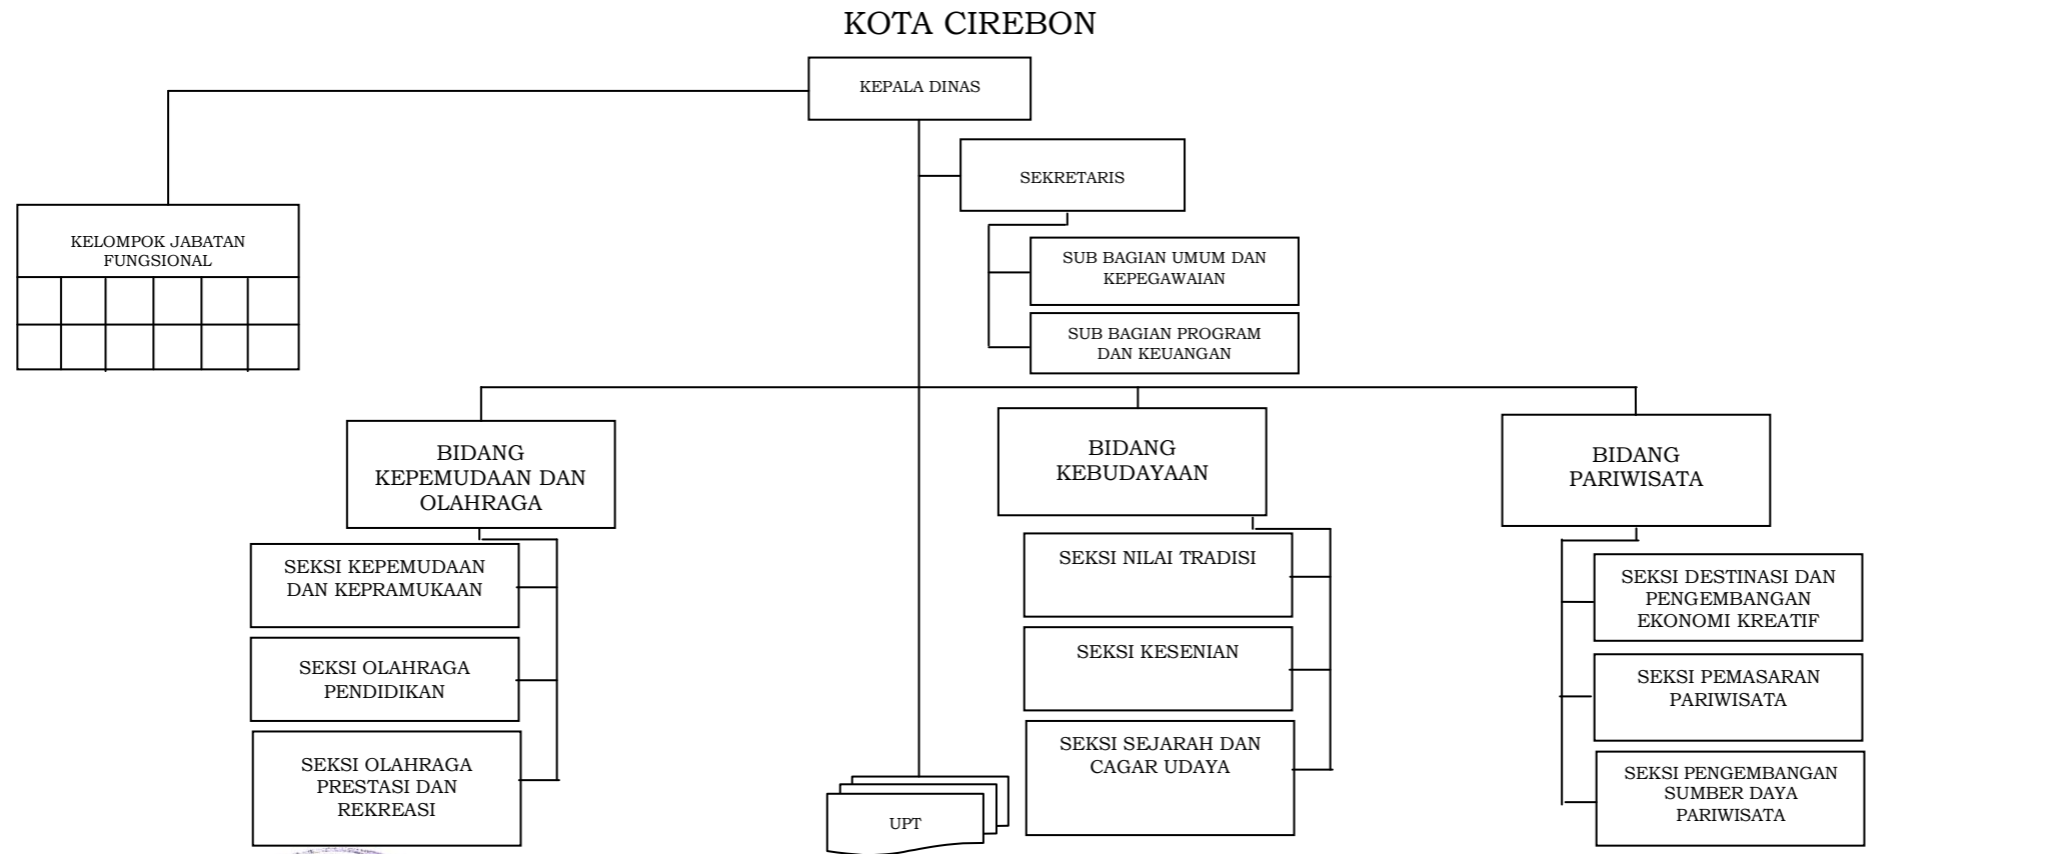 KOTA CIREBON
KEPALA DINAS
SEKRETARIS
KELOMPOK JABATAN
FUNGSIONAL
SUB BAGIAN UMUM DAN
KEPEGAWAIAN
SUB BAGIAN PROGRAM
DAN KEUANGAN
BIDANG
KEPEMUDAAN DAN
OLAHRAGA
SEKSI KEPEMUDAAN
DAN KEPRAMUKAAN
SEKSI OLAHRAGA
PENDIDIKAN
SEKSI OLAHRAGA
PRESTASI DAN
REKREASI
UPT
BIDANG
KEBUDAYAAN
SEKSI NILAI TRADISI
SEKSI KESENIAN
SEKSI SEJARAH DAN
CAGAR UDAYA
BIDANG
PARIWISATA
SEKSI DESTINASI DAN
PENGEMBANGAN
EKONOMI KREATIF
SEKSI PEMASARAN
PARIWISATA
SEKSI PENGEMBANGAN
SUMBER DAYA
PARIWISATA